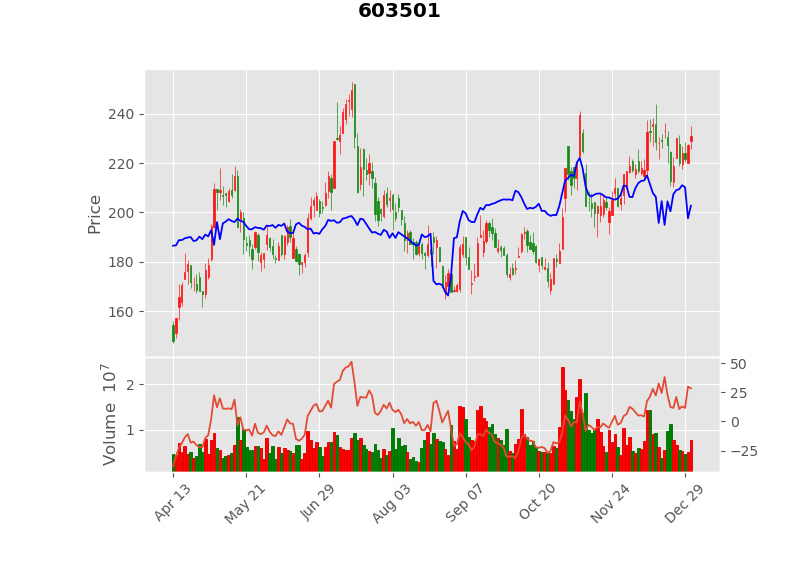 603501
Price
240
220
200
180
160
Volume 10^7
2
1
50
25
0
−25
Apr 13
May 21
Jun 29
Aug 03
Sep 07
Oct 20
Nov 24
Dec 29